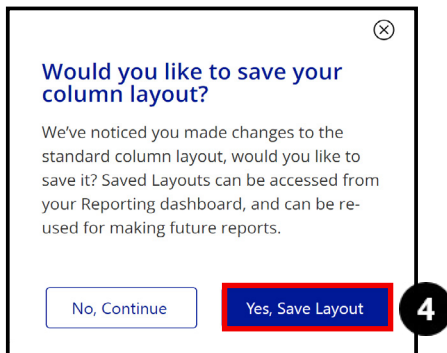 Would you like to save your
column layout?
We've noticed you made changes to the
standard column layout, would you like to
save it? Saved Layouts can be accessed from
your Reporting dashboard, and can be re-
used for making future reports.
No, Continue
Yes, Save Layout
4